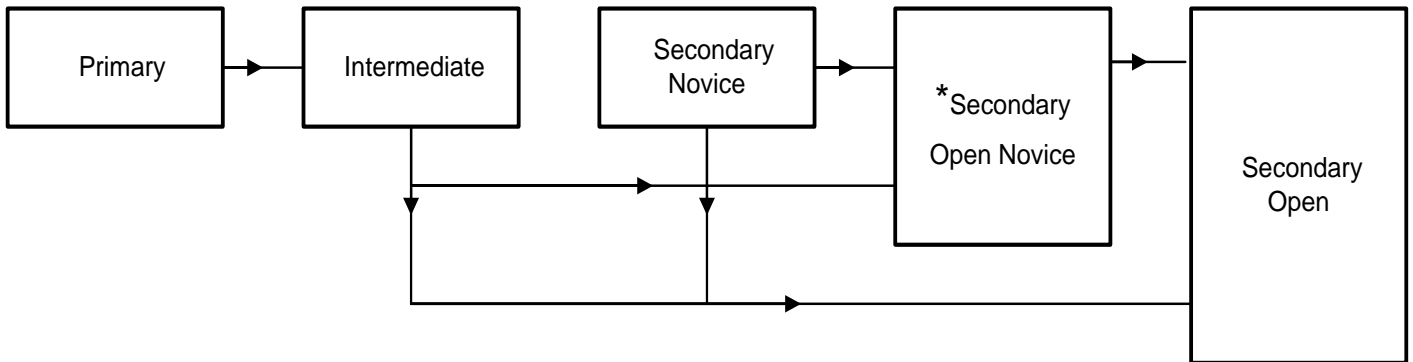 Primary
Intermediate
Secondary
Novice
*Secondary
Open Novice
Secondary
Open